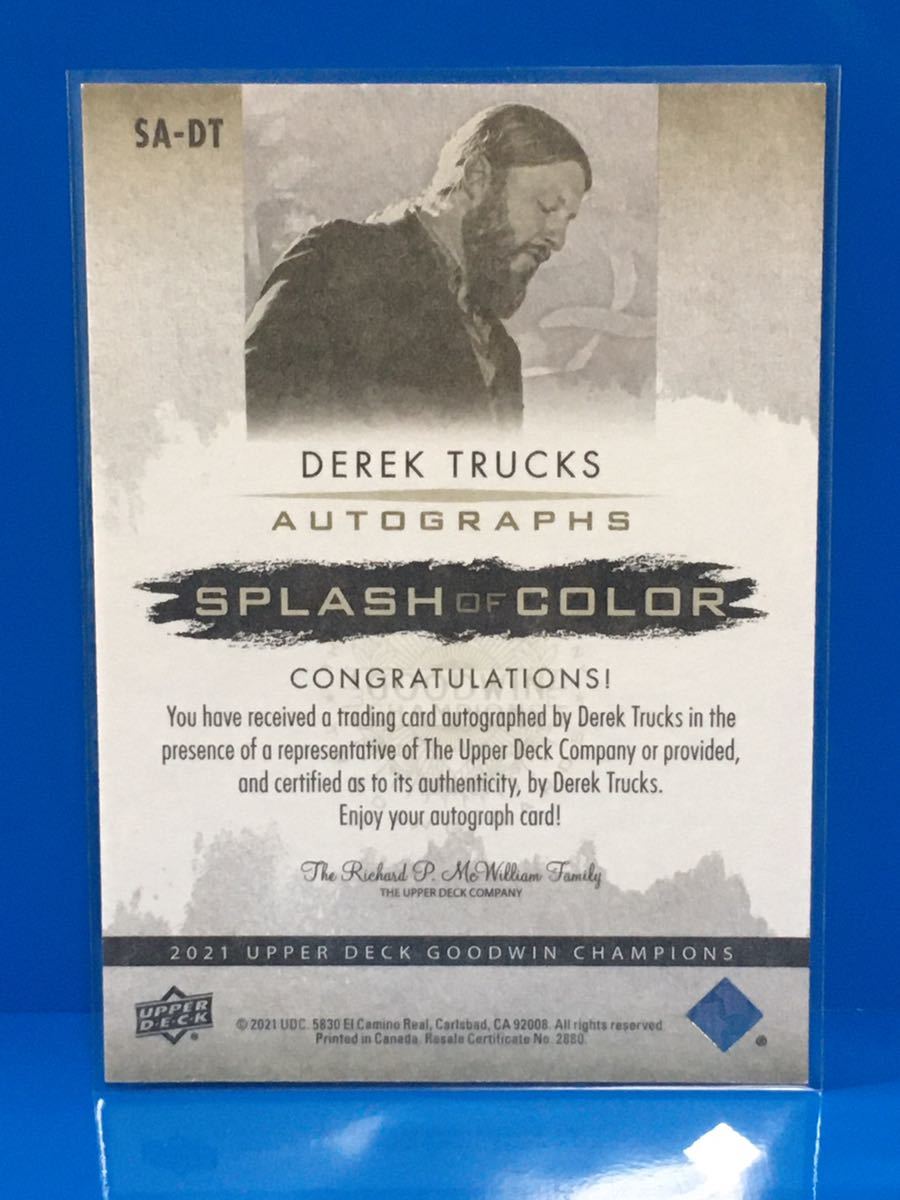 SA-DT
DEREK TRUCKS
AUTOGRAPHS
SPLASH OF COLOR
CONGRATULATIONS!
You have received a trading card autographed by Derek Trucks in the
presence of a representative of The Upper Deck Company or provided,
and certified as to its authenticity, by Derek Trucks.
Enjoy your autograph card!
The Richard P. McWilliam Family
THE UPPER DECK COMPANY
2021 UPPER DECK GOODWIN CHAMPIONS
UPPER
D·E·C·K
© 2021 UDC. 5830 El Camino Real, Carlsbad, CA 92008. All rights reserved.
Printed in Canada. Resale Certificate No. 2880.